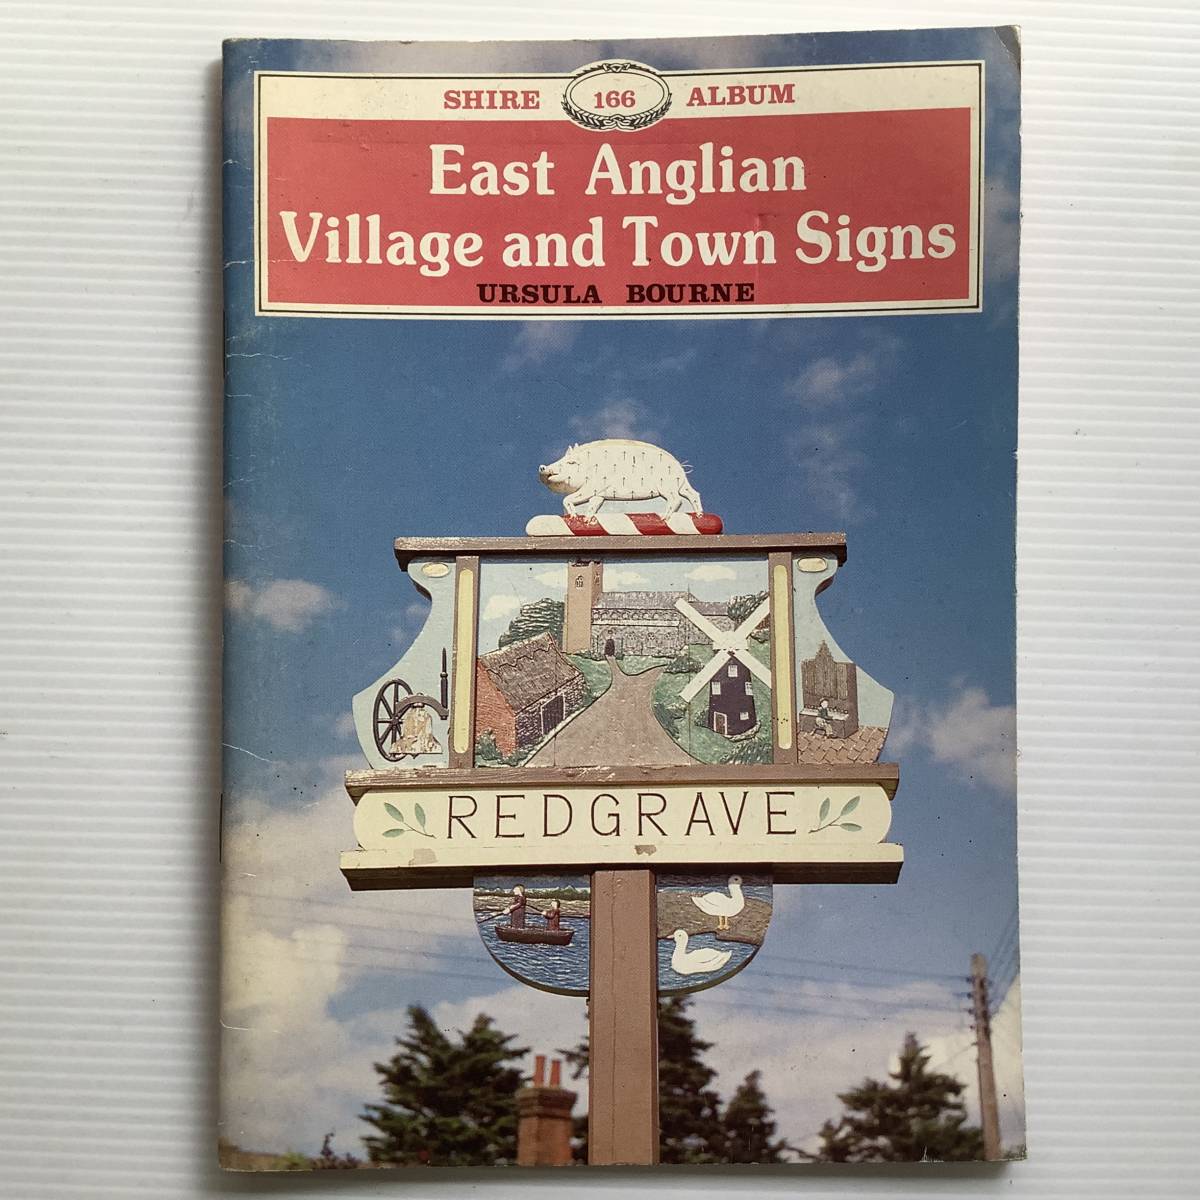 SHIRE 166 ALBUM
East Anglian
Village and Town Signs
URSULA BOURNE
REDGRAVE